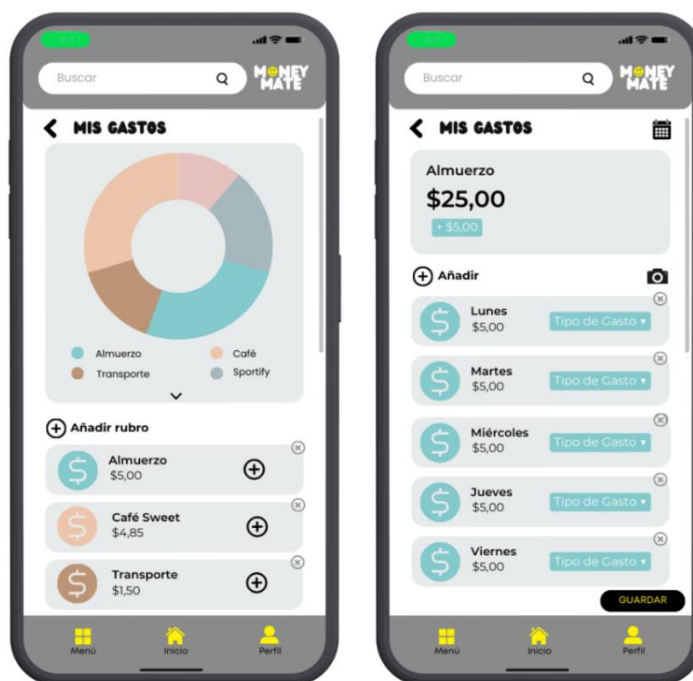 Buscar
MONEY
MATE
MIS GASTOS
Almuerzo
Café
Transporte
Sportify
Añadir rubro
Almuerzo
$5,00
Café Sweet
$4,85
Transporte
$1,50
Menú
Inicio
Perfil
Buscar
MONEY
MATE
MIS GASTOS
Almuerzo
$25,00
+ $5,00
Añadir
Lunes
$5,00
Tipo de Gasto
Martes
$5,00
Tipo de Gasto
Miércoles
$5,00
Tipo de Gasto
Jueves
$5,00
Tipo de Gasto
Viernes
$5,00
Tipo de Gasto
GUARDAR
Menú
Inicio
Perfil